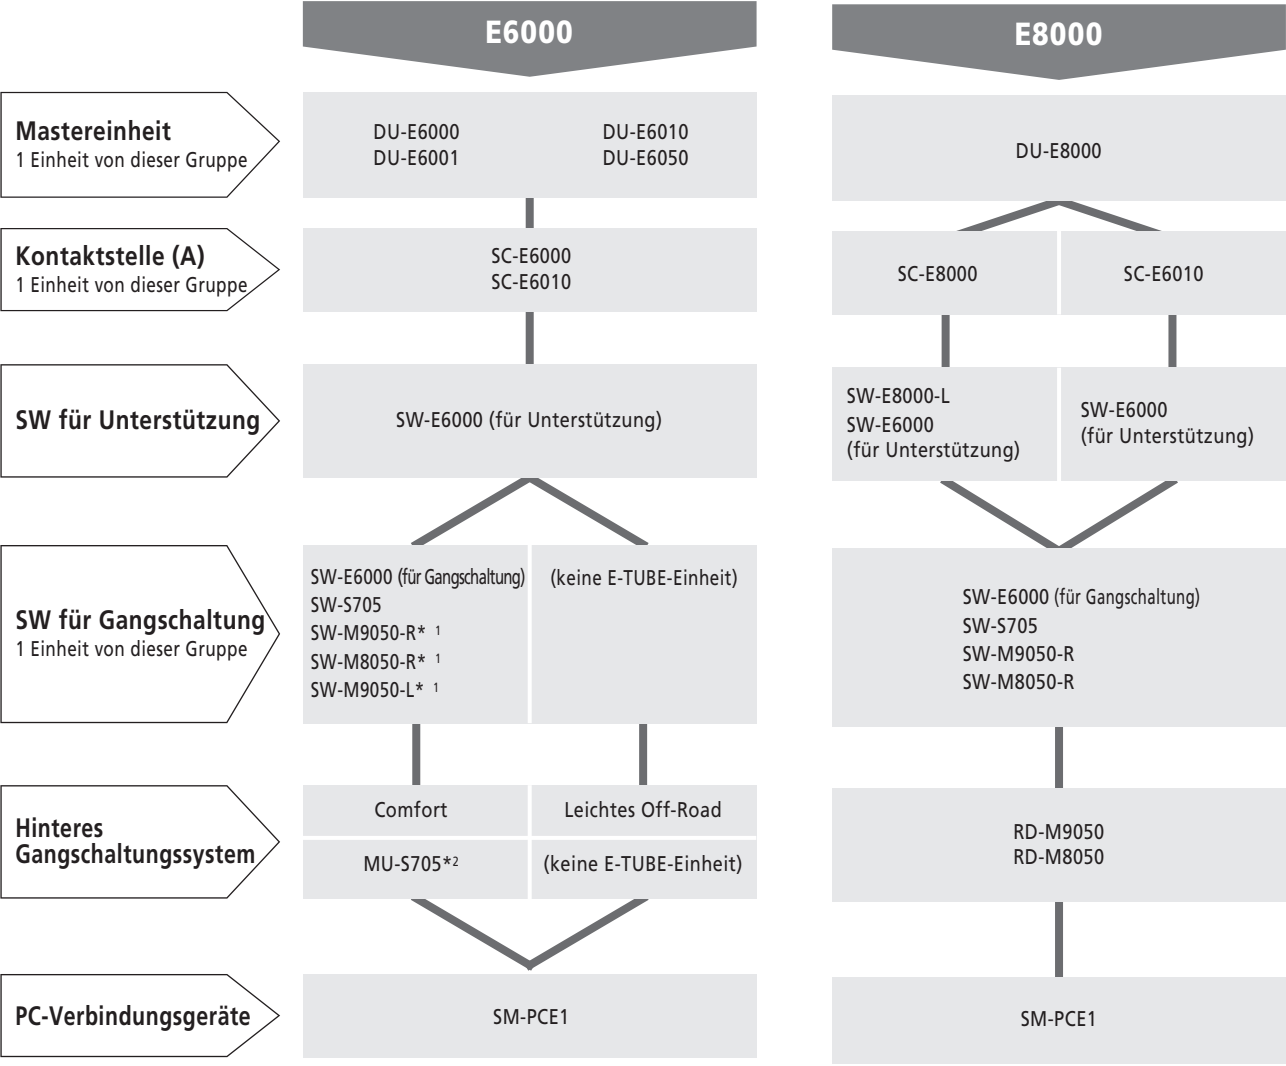 E6000
E8000
Mastereinheit
1 Einheit von dieser Gruppe
DU-E6000
DU-E6001
DU-E6010
DU-E6050
DU-E8000
Kontaktstelle (A)
1 Einheit von dieser Gruppe
SC-E6000
SC-E6010
SC-E8000
SC-E6010
SW für Unterstützung
SW-E6000 (für Unterstützung)
SW-E8000-L
SW-E6000
(für Unterstützung)
SW-E6000
(für Unterstützung)
SW für Gangschaltung
1 Einheit von dieser Gruppe
SW-E6000 (für Gangschaltung)
SW-S705
SW-M9050-R* 1
SW-M8050-R* 1
SW-M9050-L* 1
(keine E-TUBE-Einheit)
SW-E6000 (für Gangschaltung)
SW-S705
SW-M9050-R
SW-M8050-R
Hinteres
Gangschaltungssystem
Comfort
Leichtes Off-Road
MU-S705*2
(keine E-TUBE-Einheit)
RD-M9050
RD-M8050
PC-Verbindungsgeräte
SM-PCE1
SM-PCE1